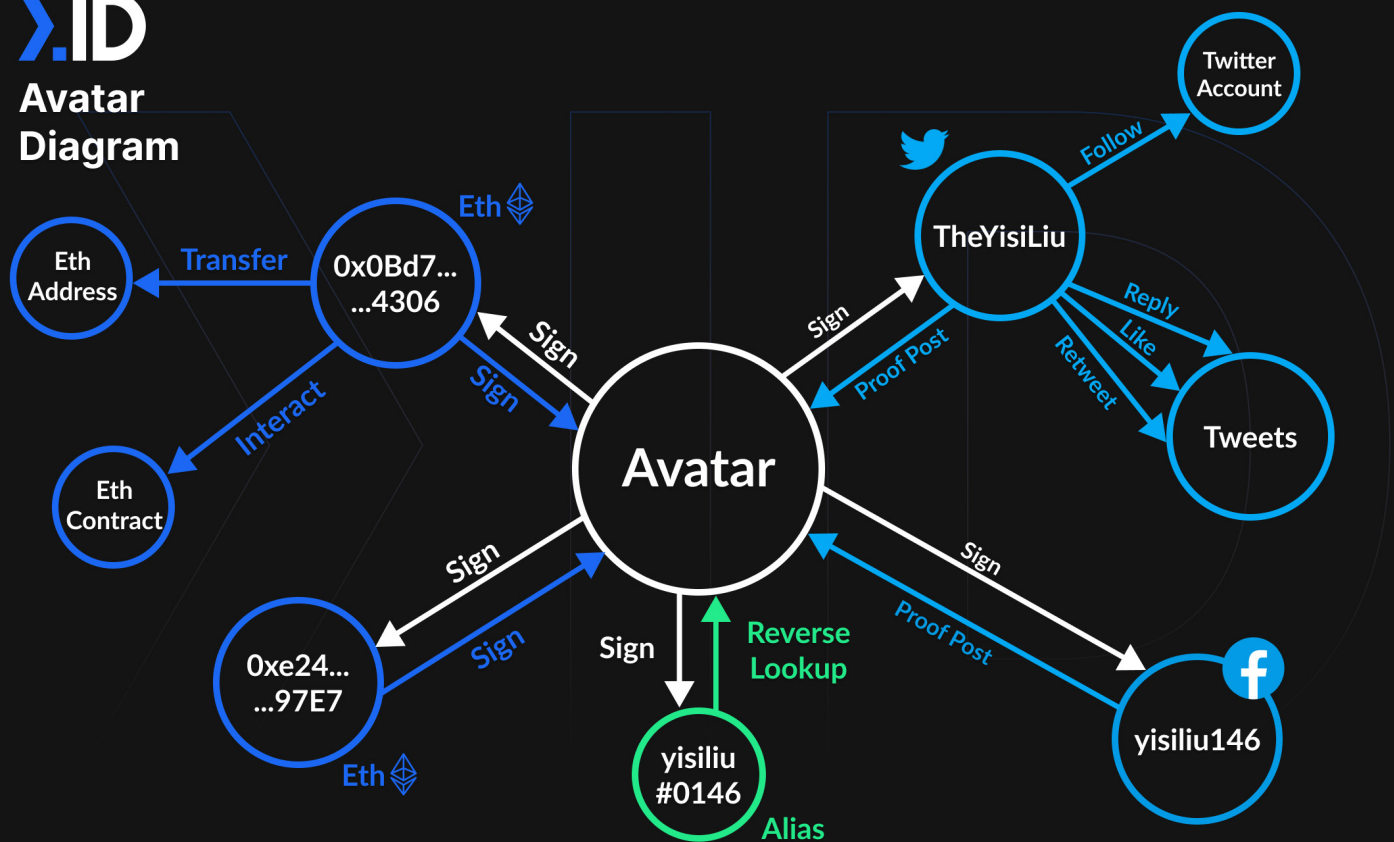 .ID
Avatar
Diagram
Twitter
Account
Follow
TheYisiLiu
Reply
Like
Retweet
Tweets
Sign
Proof Post
Eth
0x0Bd7...
...4306
Transfer
Eth
Address
Interact
Eth
Contract
Sign
Sign
Avatar
Sign
Sign
0xe24...
...97E7
Eth
Sign
Reverse
Lookup
yisiliu
#0146
Alias
Sign
Proof Post
yisiliu146
f